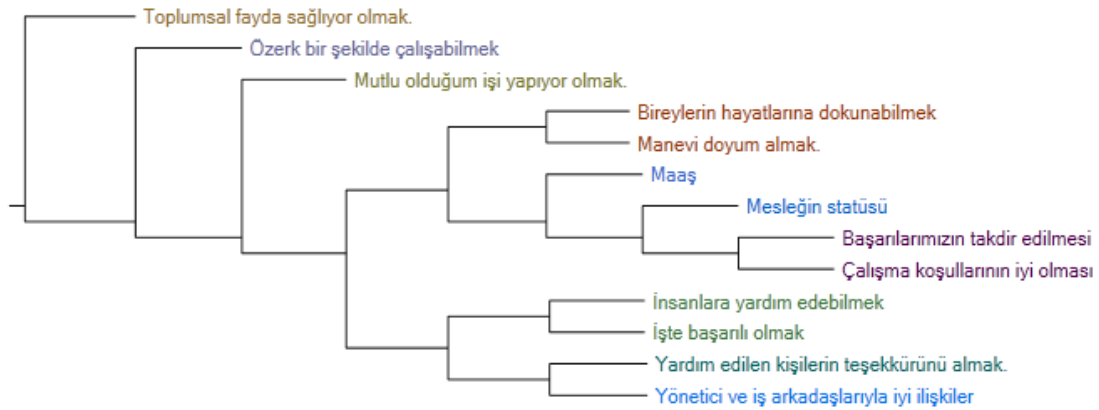 Toplumsal fayda sağlıyor olmak.
Özerk bir şekilde çalışabilmek
Mutlu olduğum işi yapıyor olmak.
Bireylerin hayatlarına dokunabilmek
Manevi doyum almak.
Maaş
Mesleğin statüsü
Başarılarımızın takdir edilmesi
Çalışma koşullarının iyi olması
İnsanlara yardım edebilmek
İşte başarılı olmak
Yardım edilen kişilerin teşekkürünü almak.
Yönetici ve iş arkadaşlarıyla iyi ilişkiler